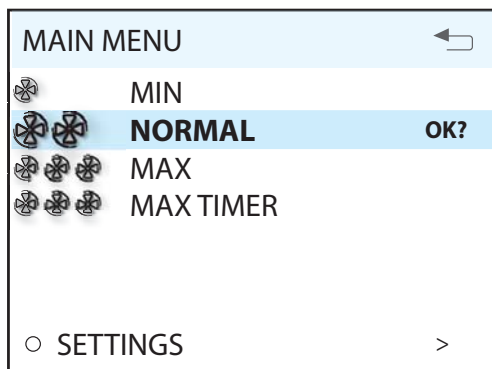 MAIN MENU
MIN
NORMAL OK?
MAX
MAX TIMER
SETTINGS >